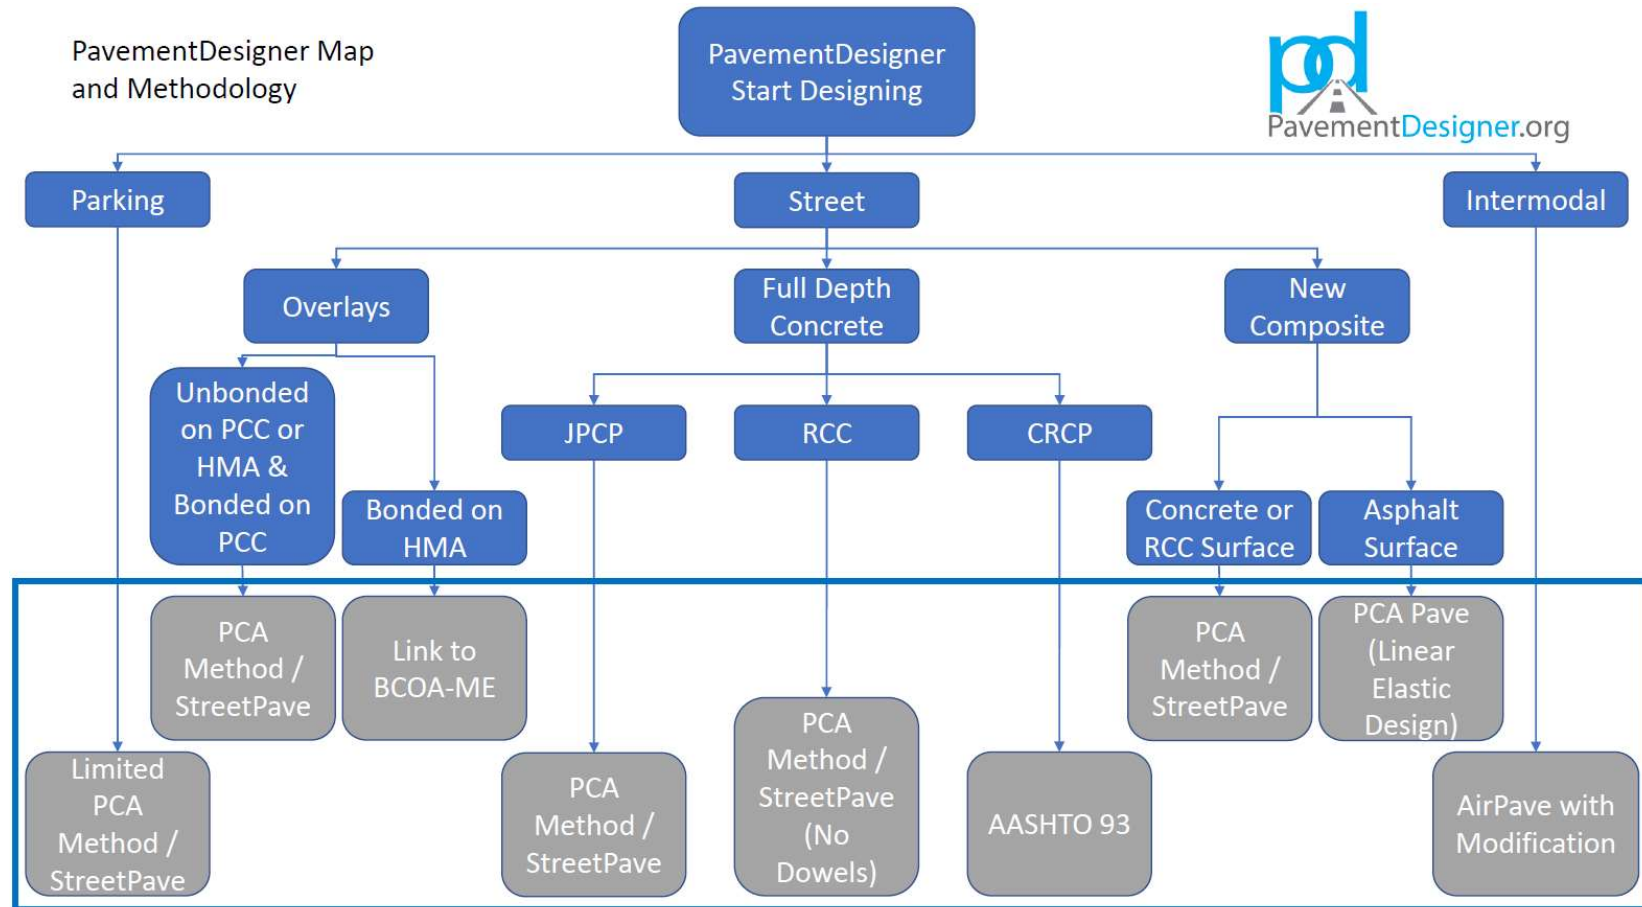 PavementDesigner Map
and Methodology
PavementDesigner
Start Designing
pd
PavementDesigner.org
Parking
Street
Intermodal
Overlays
Full Depth
Concrete
New
Composite
Unbonded
on PCC or
HMA &
Bonded on
PCC
Bonded on
HMA
JPCP
RCC
CRCP
Concrete or
RCC Surface
Asphalt
Surface
PCA
Method /
StreetPave
Link to
BCOA-ME
PCA
Method /
StreetPave
PCA Pave
(Linear
Elastic
Design)
Limited
PCA
Method /
StreetPave
PCA
Method /
StreetPave
PCA
Method /
StreetPave
(No
Dowels)
AASHTO 93
AirPave with
Modification